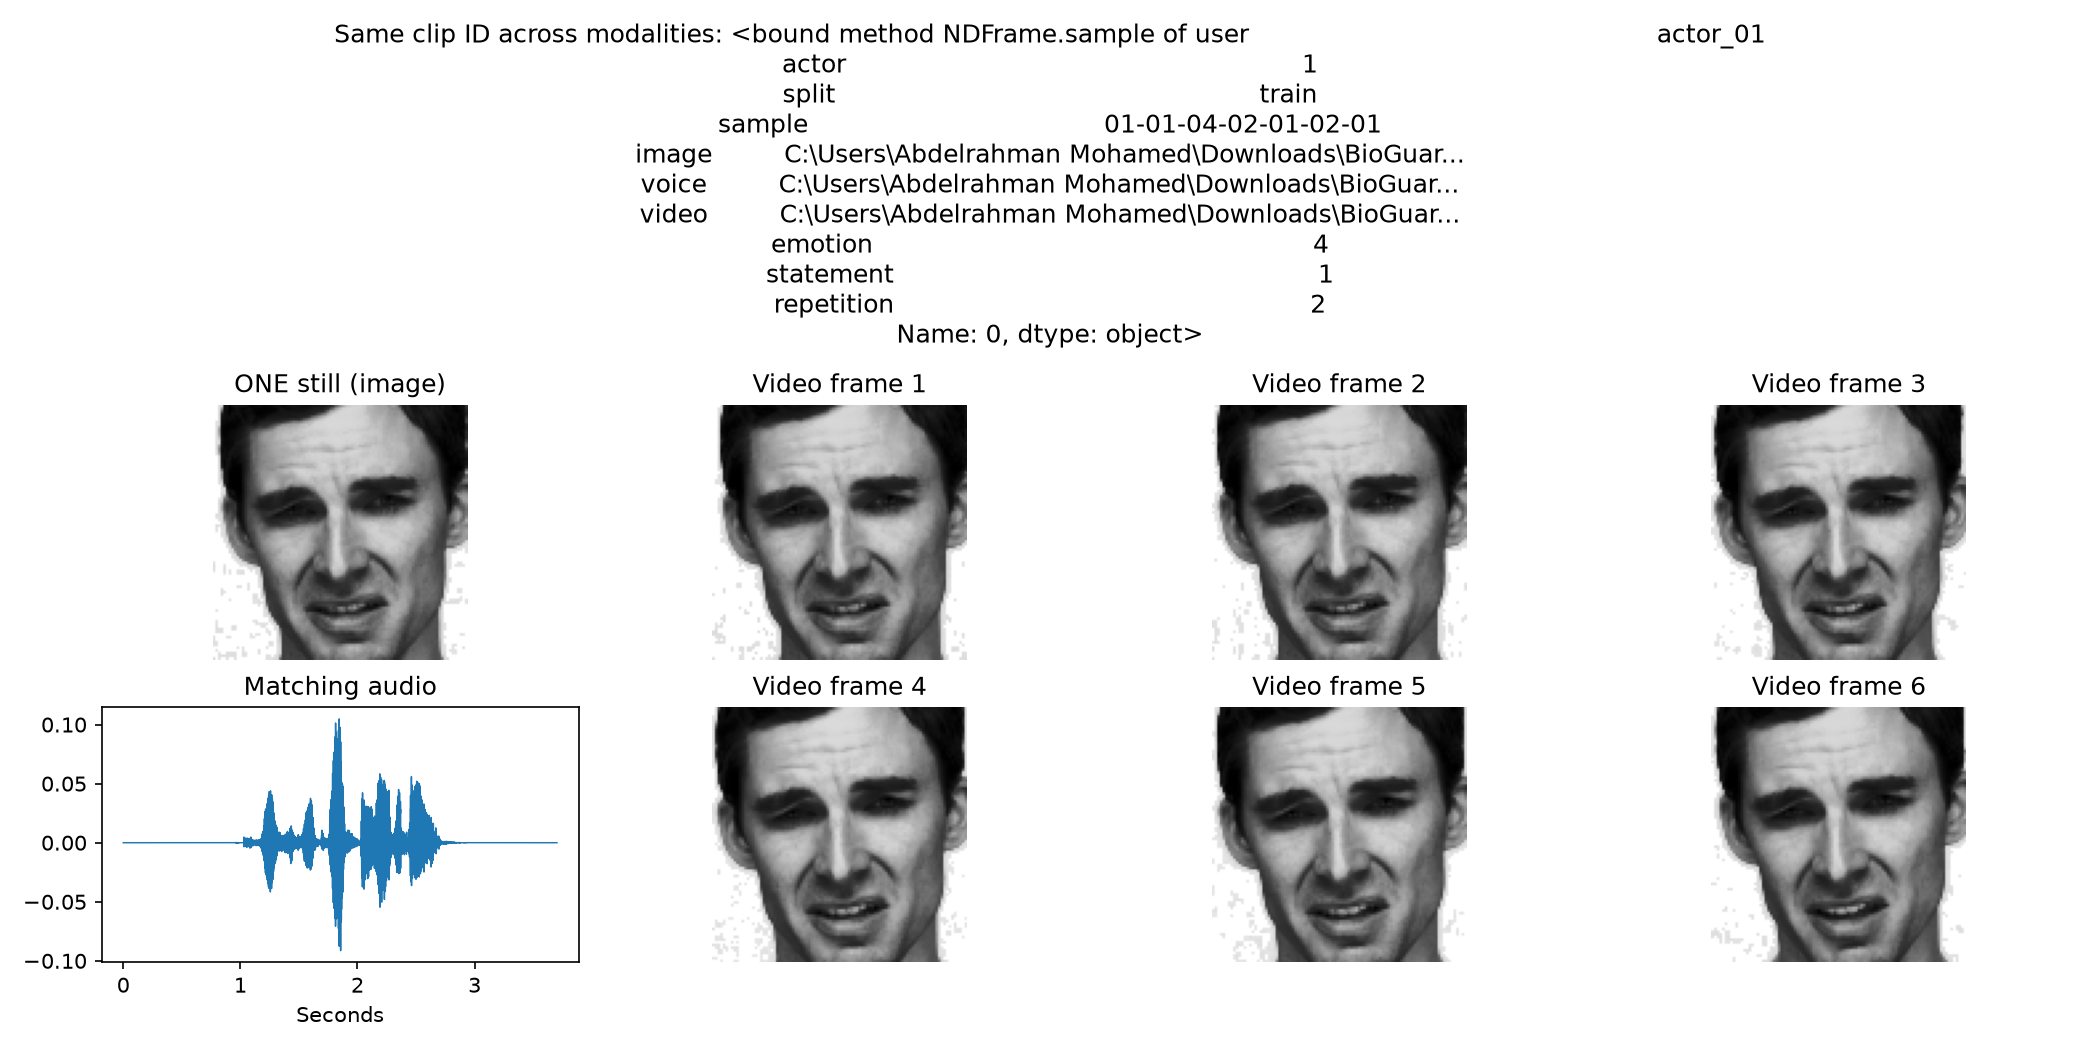 Same clip ID across modalities: <bound method NDFrame.sample of user actor_01
actor 1
split train
sample 01-01-04-02-01-02-01
image C:\Users\Abdelrahman Mohamed\Downloads\BioGuar...
voice C:\Users\Abdelrahman Mohamed\Downloads\BioGuar...
video C:\Users\Abdelrahman Mohamed\Downloads\BioGuar...
emotion 4
statement 1
repetition 2
Name: 0, dtype: object>
ONE still (image)
Video frame 1
Video frame 2
Video frame 3
Matching audio
0.10
0.05
0.00
−0.05
−0.10
0 1 2 3
Seconds
Video frame 4
Video frame 5
Video frame 6